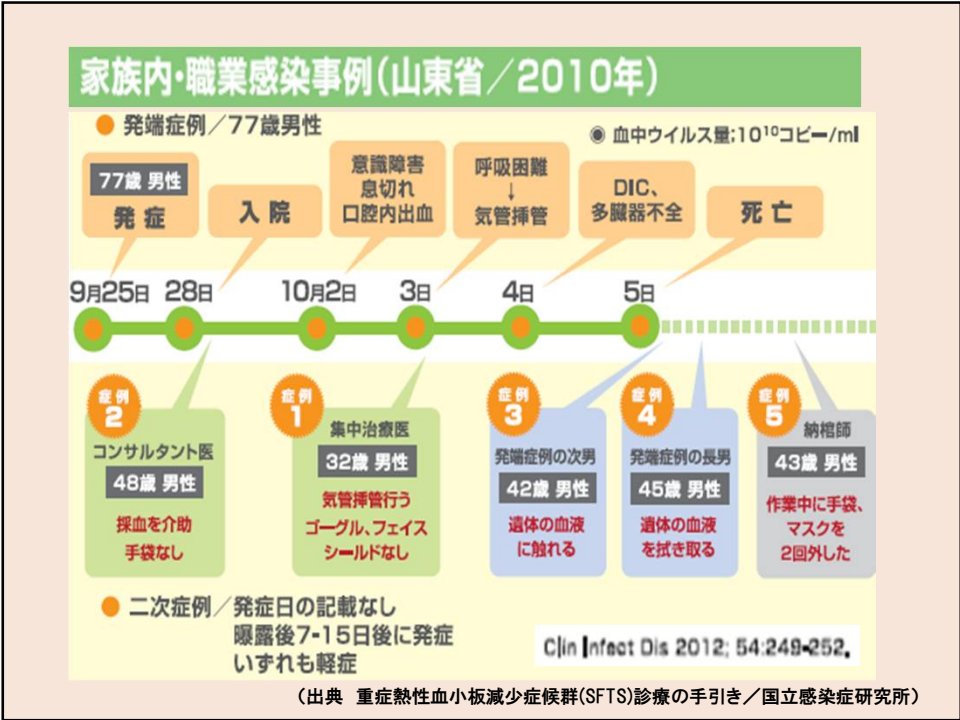 家族内・職業感染事例(山東省／2010年)
● 発端症例／77歳男性
◉ 血中ウイルス量;10¹⁰コピー/ml
77歳 男性
発症
入院
意識障害
息切れ
口腔内出血
呼吸困難
↓
気管挿管
DIC、
多臓器不全
死亡
9月25日 28日 10月2日 3日 4日 5日
症例
2
コンサルタント医
48歳 男性
採血を介助
手袋なし
症例
1
集中治療医
32歳 男性
気管挿管行う
ゴーグル、フェイス
シールドなし
症例
3
発端症例の次男
42歳 男性
遺体の血液
に触れる
症例
4
発端症例の長男
45歳 男性
遺体の血液
を拭き取る
症例
5
納棺師
43歳 男性
作業中に手袋、
マスクを
2回外した
● 二次症例／発症日の記載なし
曝露後7-15日後に発症
いずれも軽症
Clin Infect Dis 2012; 54:249-252.
（出典 重症熱性血小板減少症候群(SFTS)診療の手引き／国立感染症研究所）